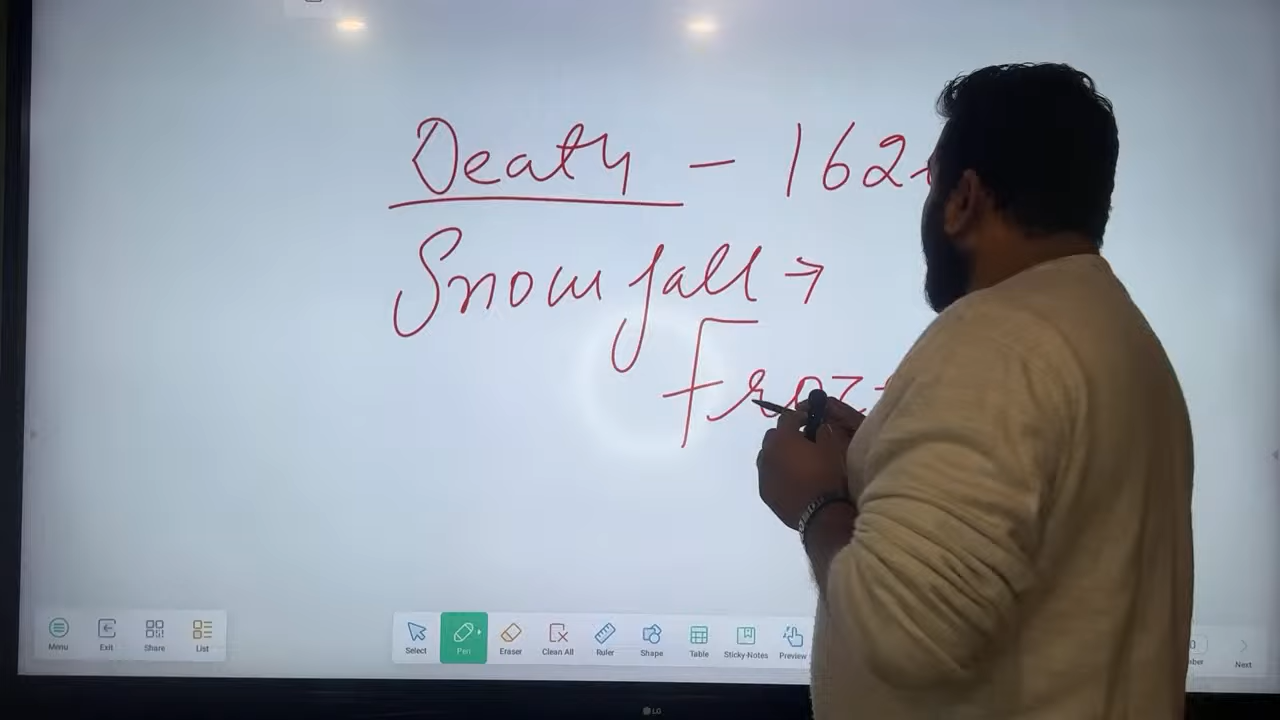 Death - 162
Snowfall →
Froz
Menu
Exit
Share
List
Select
Pen
Eraser
Clean All
Ruler
Shape
Table
Sticky-Notes
Preview
Next
LG